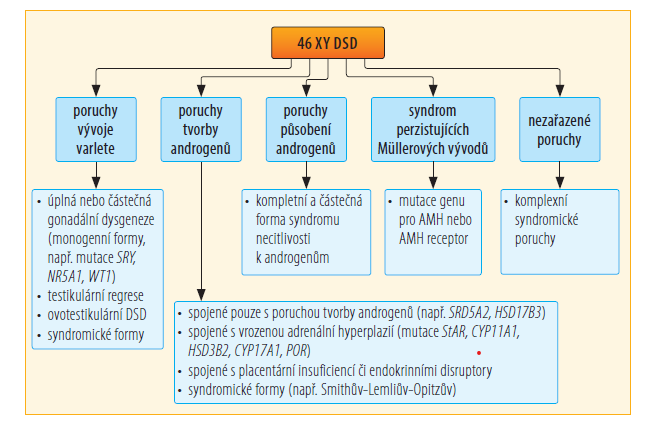 46 XY DSD
poruchy
vývoje
varlete
poruchy
tvorby
androgenů
poruchy
působení
androgenů
syndrom
perzistujících
Müllerových vývodů
nezařazené
poruchy
• úplná nebo částečná
gonadální dysgeneze
(monogenní formy,
např. mutace SRY,
NR5A1, WT1)
• testikulární regrese
• ovotestikulární DSD
• syndromické formy
• kompletní a částečná
forma syndromu
necitlivosti
k androgenům
• mutace genu
pro AMH nebo
AMH receptor
• komplexní
syndromické
poruchy
• spojené pouze s poruchou tvorby androgenů (např. SRD5A2, HSD17B3)
• spojené s vrozenou adrenální hyperplazií (mutace StAR, CYP11A1,
HSD3B2, CYP17A1, POR)
• spojené s placentární insuficiencí či endokrinními disruptory
• syndromické formy (např. Smithův-Lemliův-Opitzův)